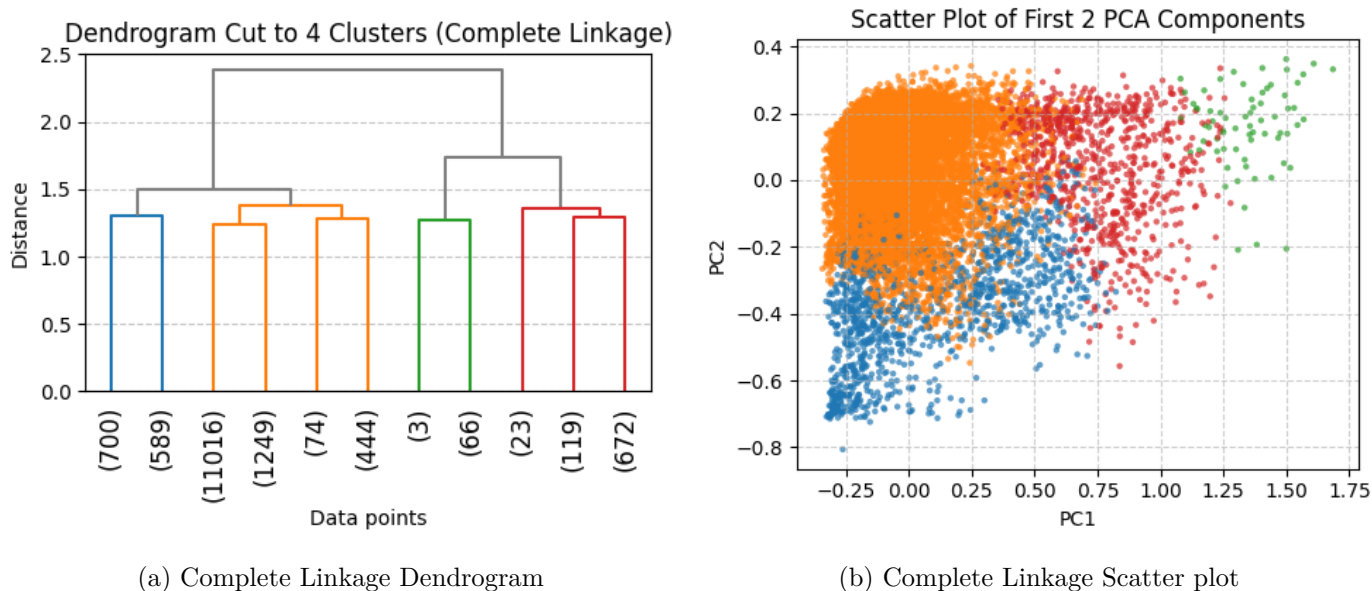 Dendrogram Cut to 4 Clusters (Complete Linkage)
2.5
2.0
1.5
1.0
0.5
0.0
Distance
(700)
(589)
(11016)
(1249)
(74)
(444)
(3)
(66)
(23)
(119)
(672)
Data points
(a) Complete Linkage Dendrogram
Scatter Plot of First 2 PCA Components
0.4
0.2
0.0
−0.2
−0.4
−0.6
−0.8
PC2
−0.25 0.00 0.25 0.50 0.75 1.00 1.25 1.50 1.75
PC1
(b) Complete Linkage Scatter plot